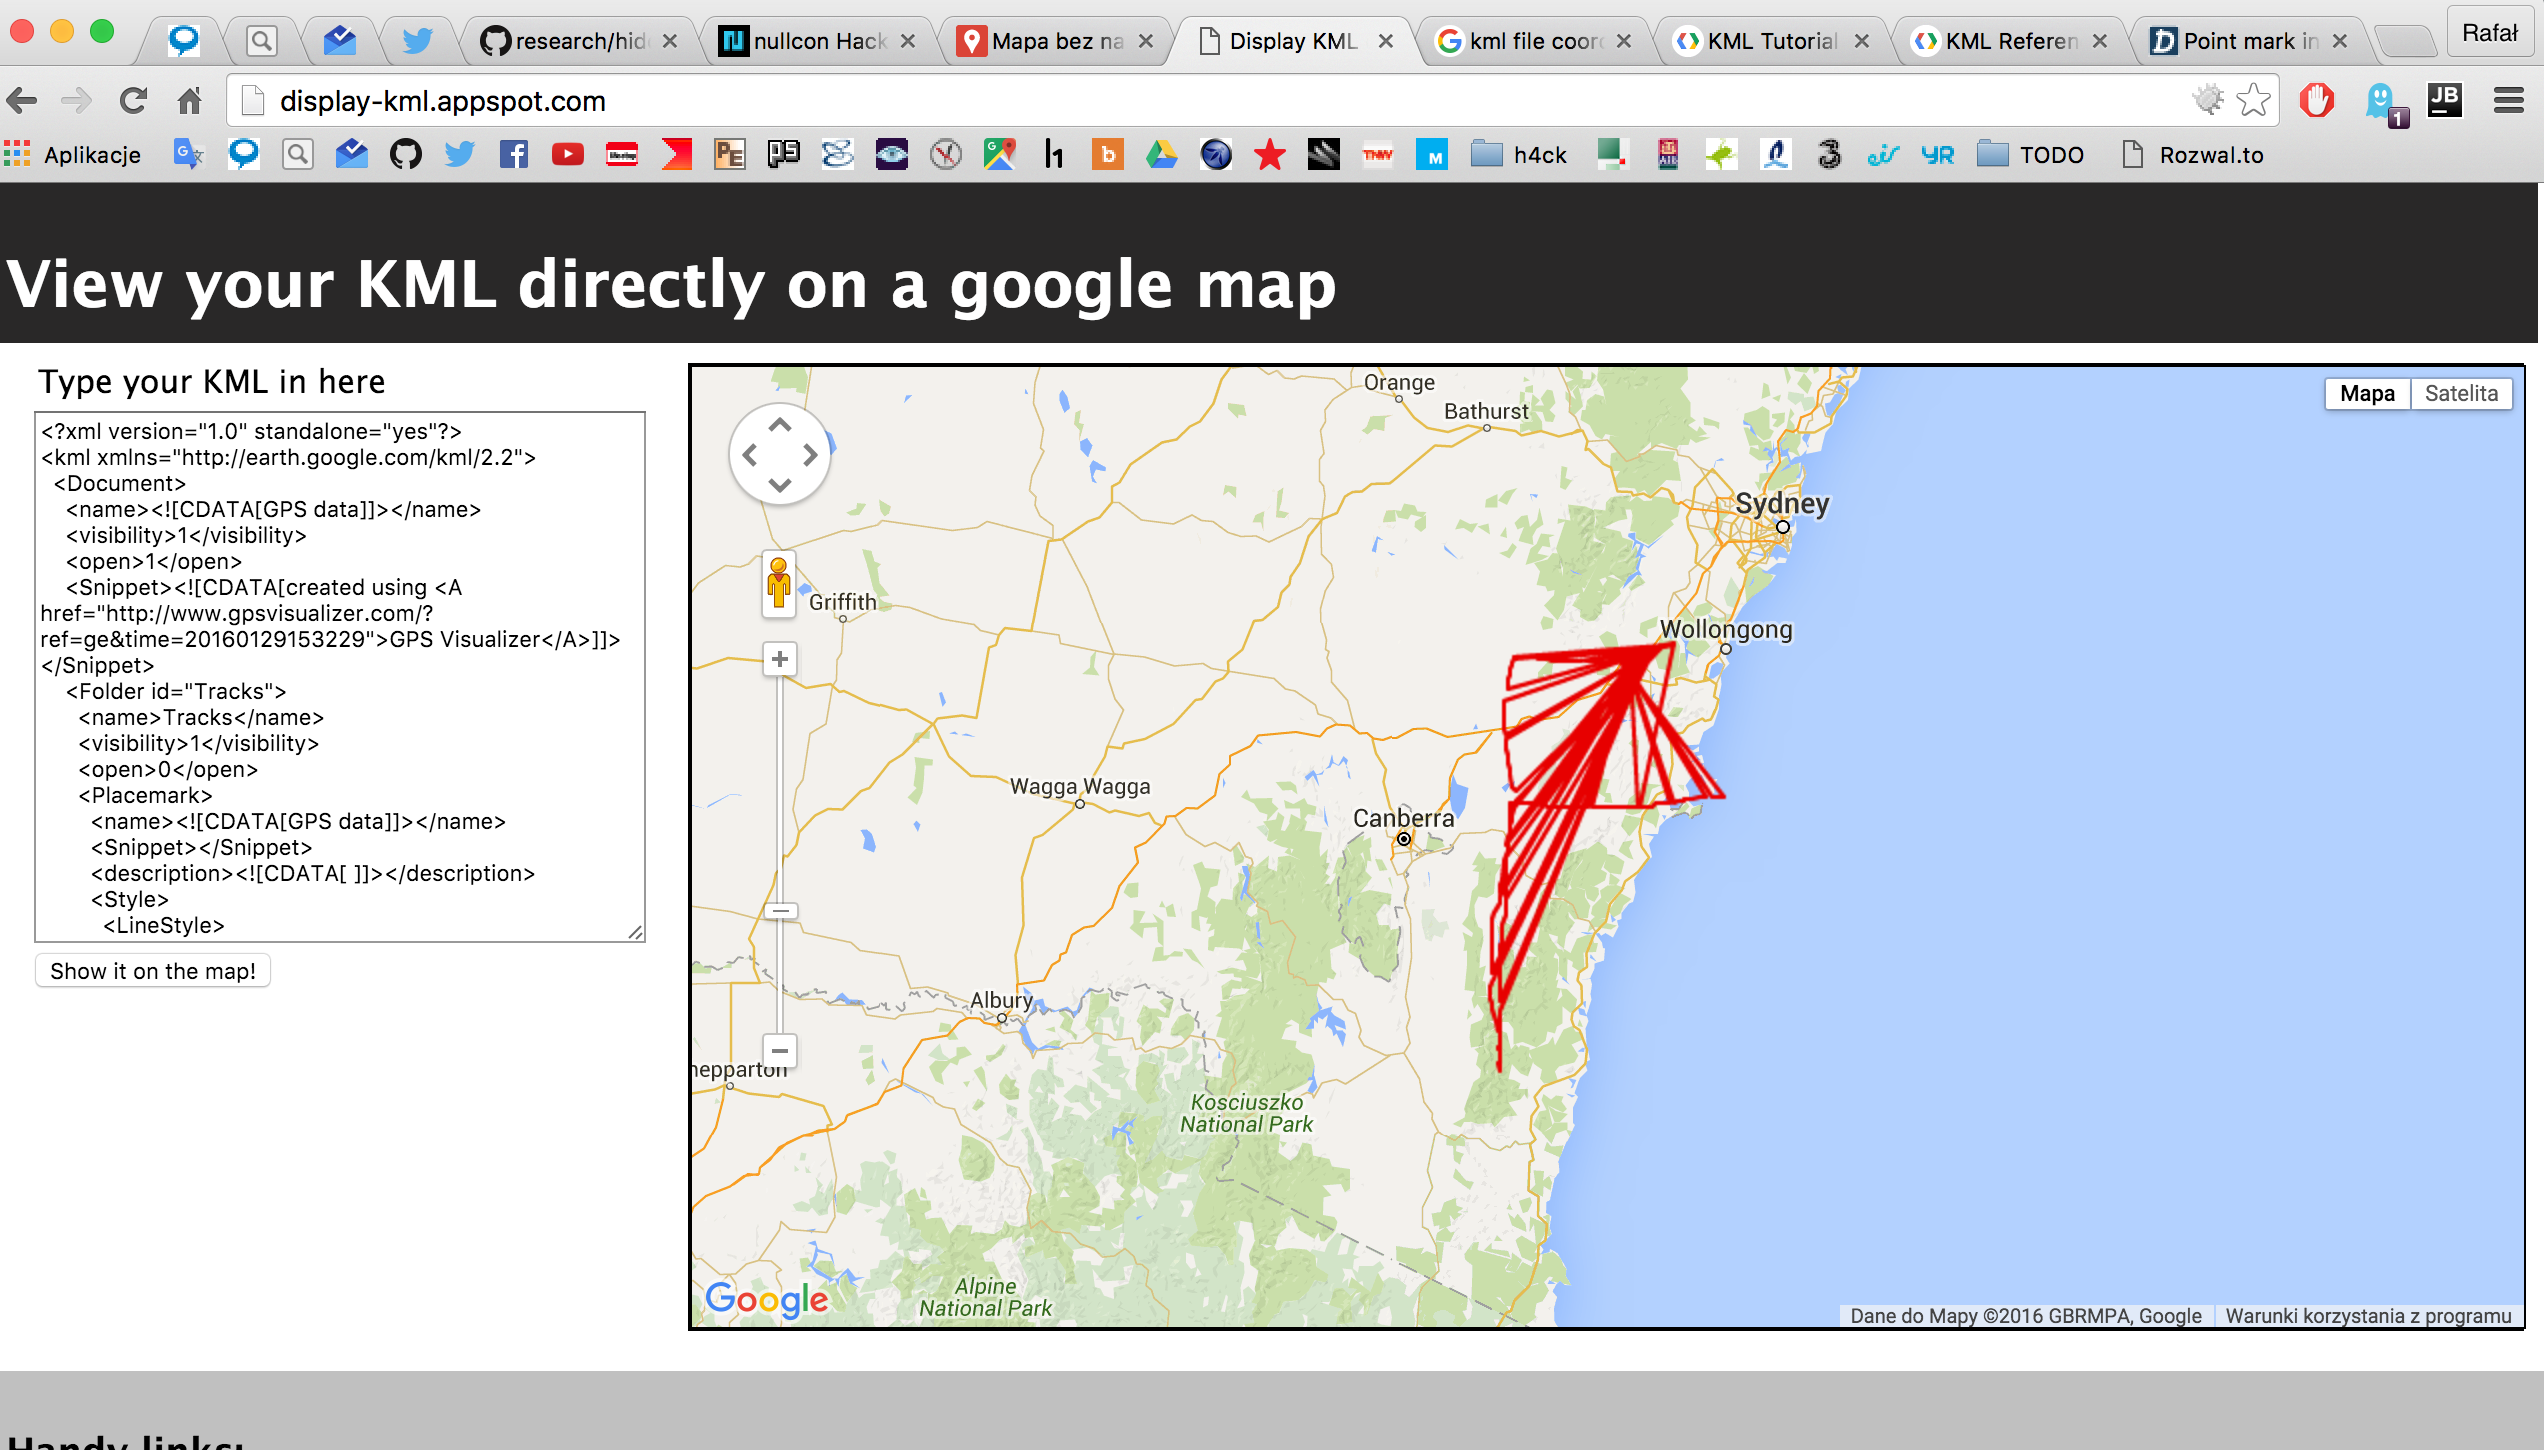 research/hid
nullcon Hack
Mapa bez na
Display KML
kml file coor
KML Tutorial
KML Referen
Point mark in
Rafał
display-kml.appspot.com
JB
1
Aplikacje
h4ck
TODO
Rozwal.to
View your KML directly on a google map
Type your KML in here
<?xml version="1.0" standalone="yes"?>
<kml xmlns="http://earth.google.com/kml/2.2">
<Document>
<name><![CDATA[GPS data]]></name>
<visibility>1</visibility>
<open>1</open>
<Snippet><![CDATA[created using <A
href="http://www.gpsvisualizer.com/?
ref=ge&time=20160129153229">GPS Visualizer</A>]]>
</Snippet>
<Folder id="Tracks">
<name>Tracks</name>
<visibility>1</visibility>
<open>0</open>
<Placemark>
<name><![CDATA[GPS data]]></name>
<Snippet></Snippet>
<description><![CDATA[ ]]></description>
<Style>
<LineStyle>
Show it on the map!
Mapa
Satelita
Orange
Bathurst
Sydney
Griffith
Wollongong
Wagga Wagga
Canberra
Albury
hepparton
Kosciuszko
National Park
Alpine
National Park
Google
Dane do Mapy ©2016 GBRMPA, Google
Warunki korzystania z programu
Handy links: